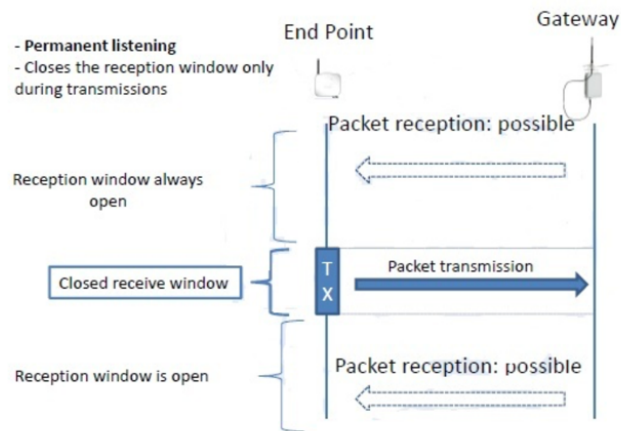 - Permanent listening
- Closes the reception window only
during transmissions
End Point
Gateway
Packet reception: possible
Reception window always
open
Closed receive window
T
X
Packet transmission
Reception window is open
Packet reception: possible